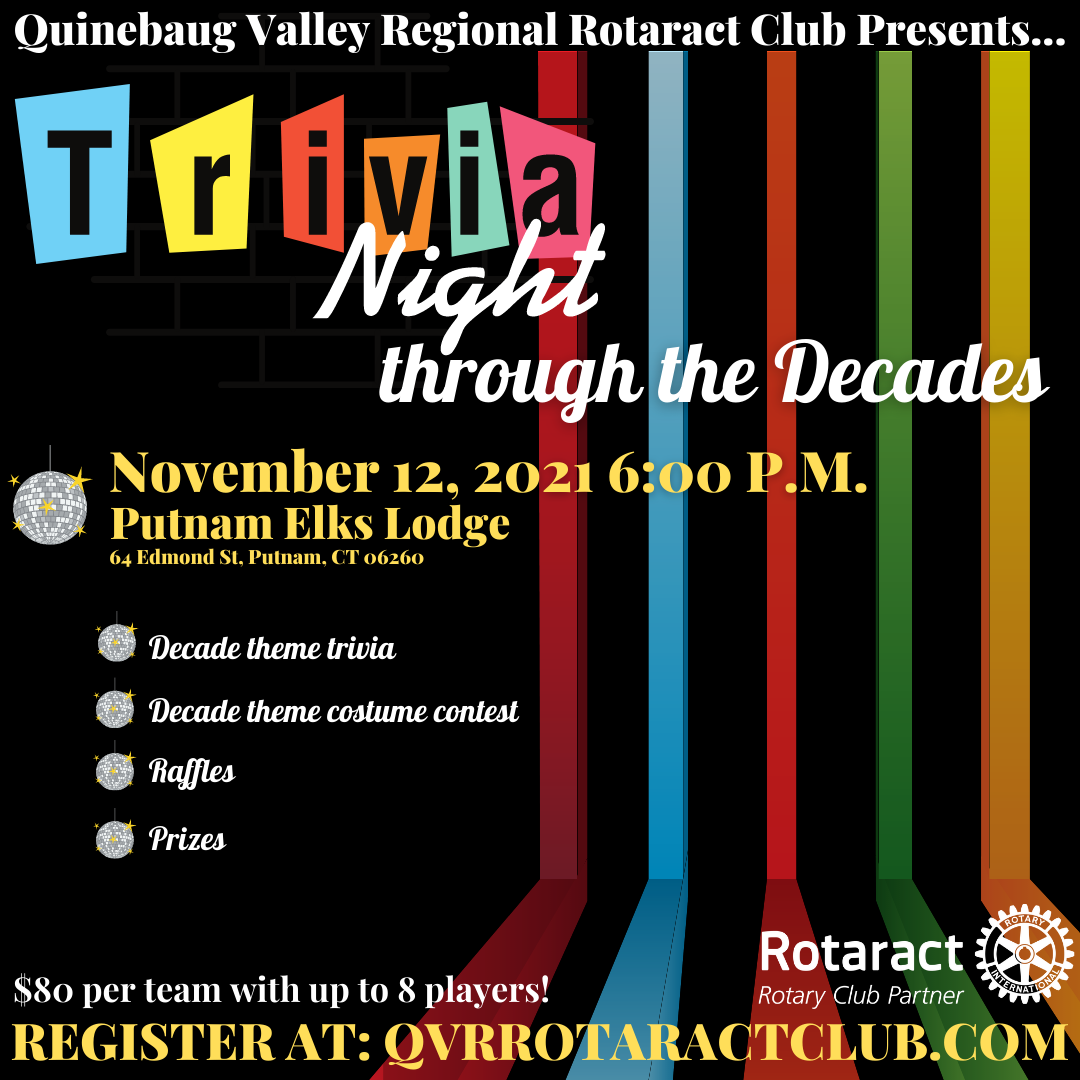 Quinebaug Valley Regional Rotaract Club Presents...
Trivia
Night
through the Decades
November 12, 2021 6:00 P.M.
Putnam Elks Lodge
64 Edmond St, Putnam, CT 06260
Decade theme trivia
Decade theme costume contest
Raffles
Prizes
Rotaract
Rotary Club Partner
ROTARY
INTERNATIONAL
$80 per team with up to 8 players!
REGISTER AT: QVRROTARACTCLUB.COM